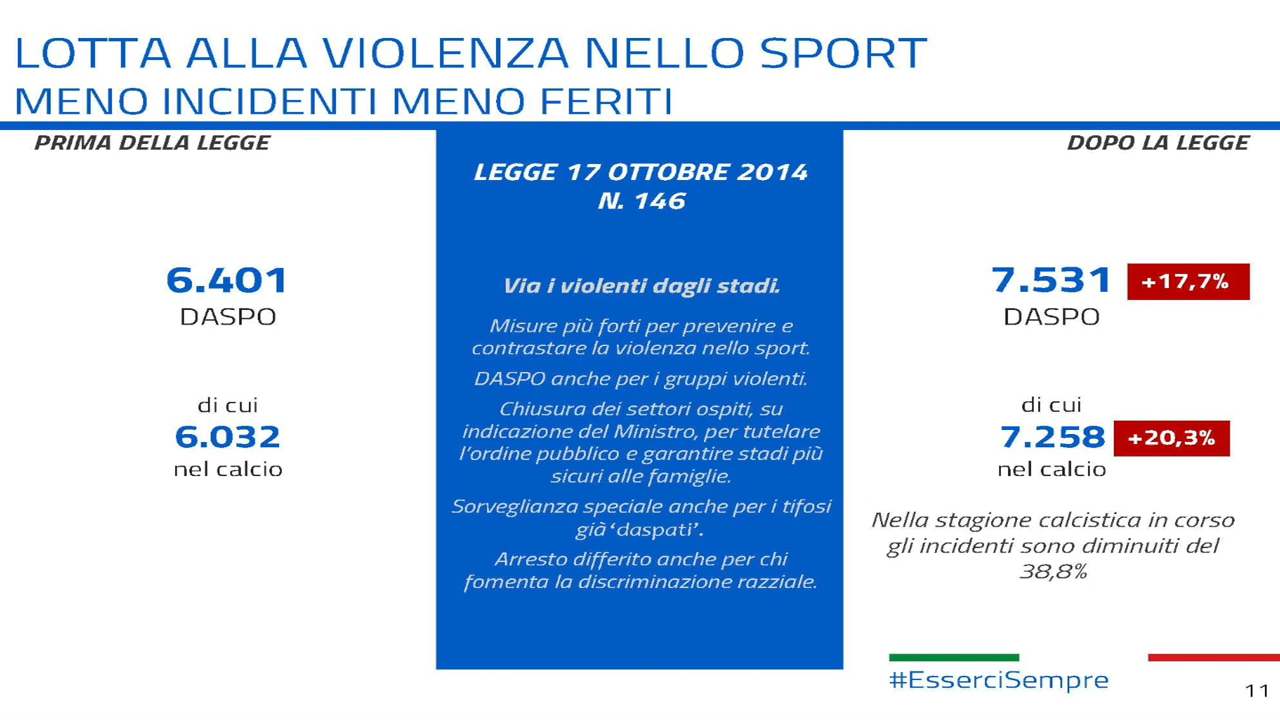 LOTTA ALLA VIOLENZA NELLO SPORT
MENO INCIDENTI MENO FERITI
PRIMA DELLA LEGGE
6.401
DASPO
di cui
6.032
nel calcio
LEGGE 17 OTTOBRE 2014
N. 146
Via i violenti dagli stadi.
Misure più forti per prevenire e
contrastare la violenza nello sport.
DASPO anche per i gruppi violenti.
Chiusura dei settori ospiti, su
indicazione del Ministro, per tutelare
l'ordine pubblico e garantire stadi più
sicuri alle famiglie.
Sorveglianza speciale anche per i tifosi
già 'daspati'.
Arresto differito anche per chi
fomenta la discriminazione razziale.
DOPO LA LEGGE
7.531 +17,7%
DASPO
di cui
7.258 +20,3%
nel calcio
Nella stagione calcistica in corso
gli incidenti sono diminuiti del
38,8%
#EsserciSempre
11